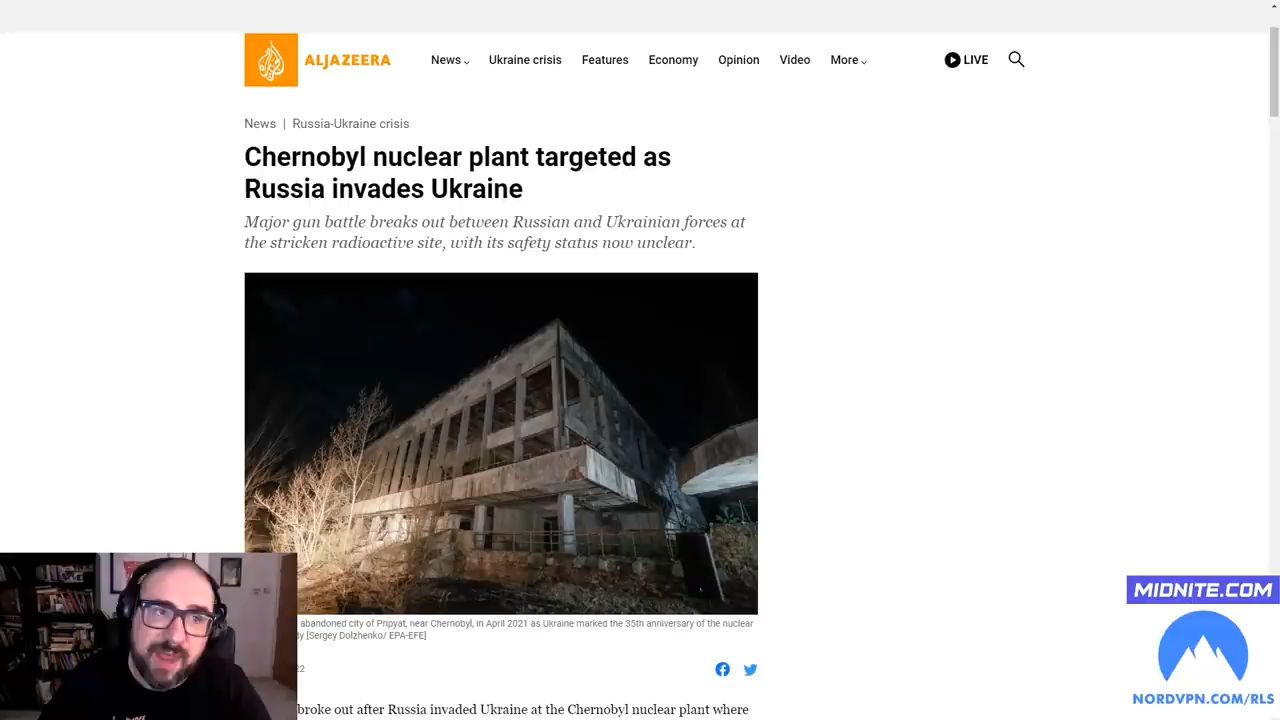 ALJAZEERA
News
Ukraine crisis
Features
Economy
Opinion
Video
More
LIVE
News | Russia-Ukraine crisis
Chernobyl nuclear plant targeted as
Russia invades Ukraine
Major gun battle breaks out between Russian and Ukrainian forces at
the stricken radioactive site, with its safety status now unclear.
abandoned city of Pripyat, near Chernobyl, in April 2021 as Ukraine marked the 35th anniversary of the nuclear
[Sergey Dolzhenko/ EPA-EFE]
22
broke out after Russia invaded Ukraine at the Chernobyl nuclear plant where
MIDNITE.COM
NORDVPN.COM/RLS